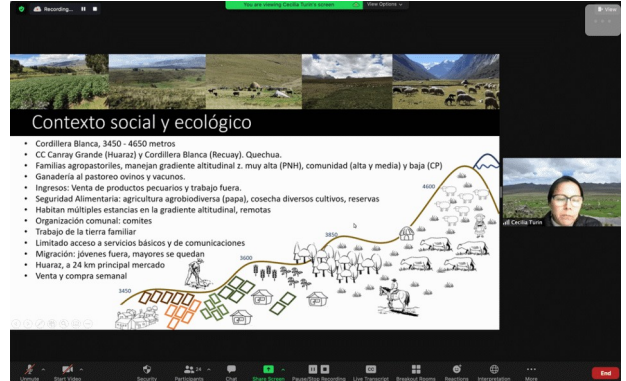 Recording...
You are viewing Cecilia Turin's screen
View Options
View
Contexto social y ecológico
• Cordillera Blanca, 3450 - 4650 metros
• CC Canray Grande (Huaraz) y Cordillera Blanca (Recuay). Quechua.
• Familias agropastoriles, manejan gradiente altitudinal z. muy alta (PNH), comunidad (alta y media) y baja (CP)
• Ganadería al pastoreo ovinos y vacunos.
• Ingresos: Venta de productos pecuarios y trabajo fuera.
• Seguridad Alimentaria: agricultura agrobiodiversa (papa), cosecha diversos cultivos, reservas
• Habitan múltiples estancias en la gradiente altitudinal, remotas
• Organización comunal: comites
• Trabajo de la tierra familiar
• Limitado acceso a servicios básicos y de comunicaciones
• Migración: jóvenes fuera, mayores se quedan
• Huaraz, a 24 km principal mercado
• Venta y compra semanal
3450
3600
3850
4600
Cecilia Turin
Unmute
Start Video
Security
Participants
24
Chat
Share Screen
Pause/Stop Recording
Live Transcript
Breakout Rooms
Reactions
Interpretation
More
End